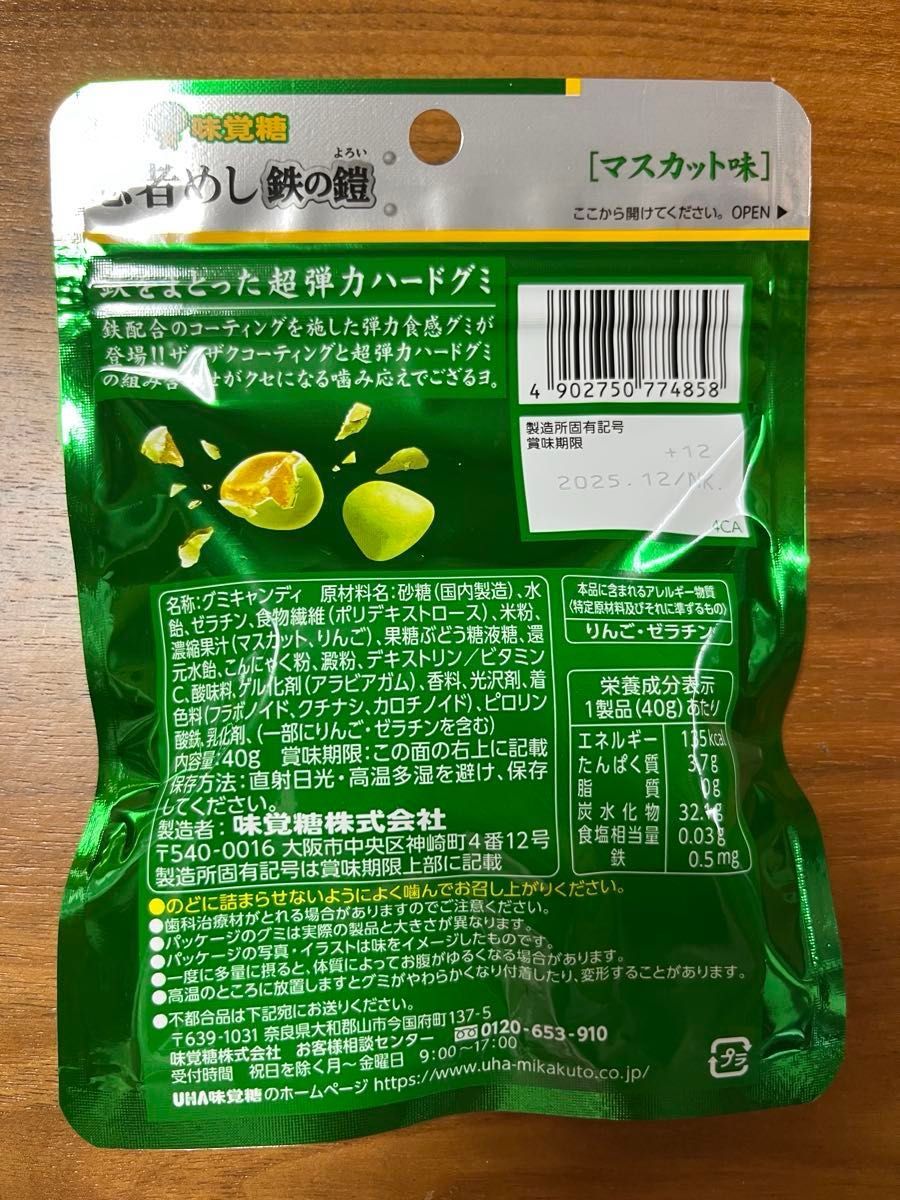 味覚糖
忍者めし 鉄の鎧
よろい
[マスカット味]
ここから開けてください。 OPEN ▶
鉄をまとった超弾力ハードグミ
鉄配合のコーティングを施した弾力食感グミが
登場!! ザクザクコーティングと超弾力ハードグミ
の組み合わせがクセになる噛み応えでござるヨ。
4 902750 774858
製造所固有記号
賞味期限
+12
2025.12/NK.
4CA
名称:グミキャンディ 原材料名:砂糖(国内製造)、水
飴、ゼラチン、食物繊維(ポリデキストロース)、米粉、
濃縮果汁(マスカット、りんご)、果糖ぶどう糖液糖、還
元水飴、こんにゃく粉、澱粉、デキストリン/ビタミン
C、酸味料、ゲル化剤(アラビアガム)、香料、光沢剤、着
色料(フラボノイド、クチナシ、カロチノイド)、ピロリン
酸鉄、乳化剤、(一部にりんご・ゼラチンを含む)
内容量:40g 賞味期限:この面の右上に記載
保存方法:直射日光・高温多湿を避け、保存
してください。
製造者:味覚糖株式会社
〒540-0016 大阪市中央区神崎町4番12号
製造所固有記号は賞味期限上部に記載
本品に含まれるアレルギー物質
(特定原材料及びそれに準ずるもの)
りんご・ゼラチン
栄養成分表示
1製品(40g)あたり
エネルギー 135kcal
たんぱく質 3.7g
脂質 0g
炭水化物 32.1g
食塩相当量 0.03g
鉄 0.5mg
●のどに詰まらせないようによく噛んでお召し上がりください。
●歯科治療材がとれる場合がありますのでご注意ください。
●パッケージのグミは実際の製品と大きさが異なります。
●パッケージの写真・イラストは味をイメージしたものです。
●一度に多量に摂ると、体質によってお腹がゆるくなる場合があります。
●高温のところに放置しますとグミがやわらかくなり付着したり、変形することがあります。
●不都合品は下記宛にお送りください。
〒639-1031 奈良県大和郡山市今国府町137-5
味覚糖株式会社 お客様相談センター 0120-653-910
受付時間 祝日を除く月〜金曜日 9:00〜17:00
UHA味覚糖のホームページ https://www.uha-mikakuto.co.jp/
プラ